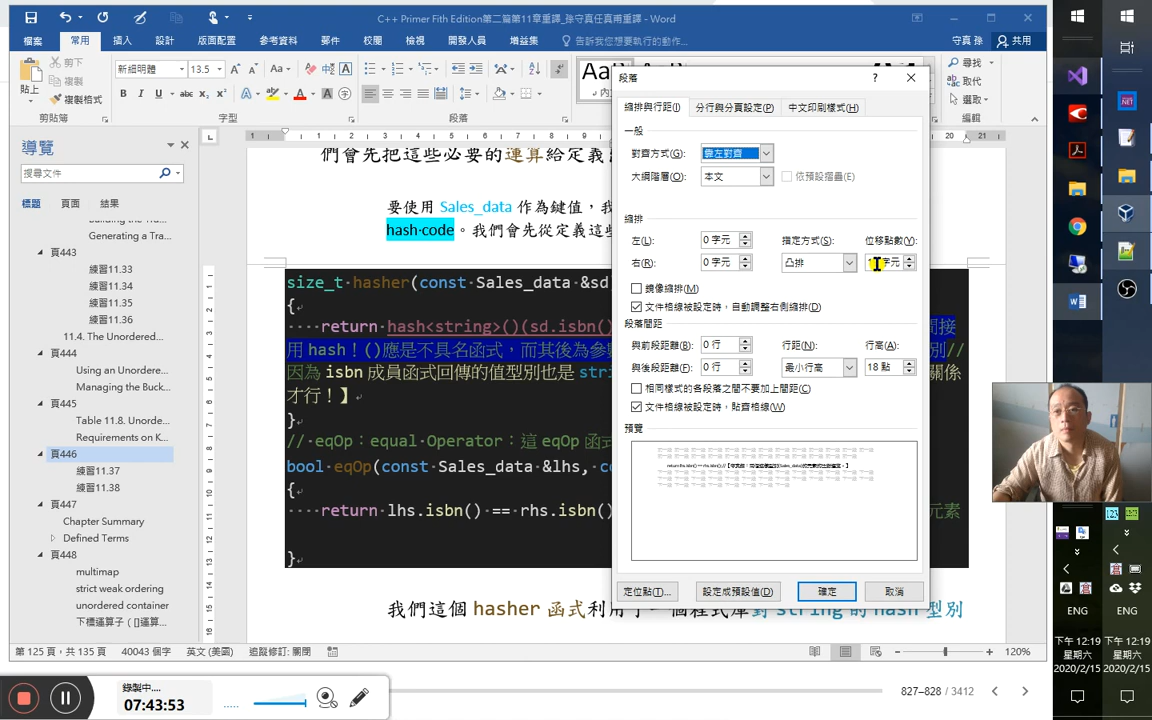 C++ Primer Fith Edition第二篇第11章重譯_孫守真任真甫重譯 - Word
檔案 常用 插入 設計 版面配置 參考資料 郵件 校閱 檢視 開發人員 增益集 告訴我您想要執行的動作... 守真 孫 共用
剪下
複製
複製格式
貼上
新細明體 13.5
剪貼簿 字型 段落 編輯
尋找
取代
選取
導覽
搜尋文件
標題 頁面 結果
Building the Tra...
Generating a Tra...
頁443
練習11.33
練習11.34
練習11.35
練習11.36
11.4. The Unordered...
頁444
Using an Unordere...
Managing the Buck...
頁445
Table 11.8. Unorde...
Requirements on K...
頁446
練習11.37
練習11.38
頁447
Chapter Summary
Defined Terms
頁448
multimap
strict weak ordering
unordered container
下標運算子（[]運算...
們會先把這些必要的運算給定義
要使用 Sales_data 作為鍵值，我
hash·code。我們會先從定義這些
size_t·hasher(const·Sales_data·&sd
{
····return·hash<string>()(sd.isbn()
用 hash！()應是不具名函式，而其後為參數
因為 isbn 成員函式回傳的值型別也是 str
才行！】
}
//·eqOp：equal·Operator：這 eqOp 函式
bool·eqOp(const·Sales_data·&lhs,·co
{
····return·lhs.isbn()·==·rhs.isbn()
}
我們這個 hasher 函式利用了一個程式庫對 string 的 hash 型別
段落
縮排與行距(I) 分行與分頁設定(P) 中文印刷樣式(H)
一般
對齊方式(G): 靠左對齊
大綱階層(O): 本文 依預設摺疊(E)
縮排
左(L): 0 字元 指定方式(S): 位移點數(Y):
右(R): 0 字元 凸排 字元
鏡像縮排(M)
文件格線被設定時，自動調整右側縮排(D)
段落間距
與前段距離(B): 0 行 行距(N): 行高(A):
與後段距離(F): 0 行 最小行高 18 點
相同樣式的各段落之間不要加上間距(C)
文件格線被設定時，貼齊格線(W)
預覽
定位點(T)... 設定成預設值(D) 確定 取消
第 125 頁，共 135 頁 40043 個字 英文 (美國) 追蹤修訂: 關閉 120%
錄製中....
07:43:53
827–828 / 3412
ENG ENG
下午 12:19 下午 12:19
星期六 星期六
2020/2/15 2020/2/15